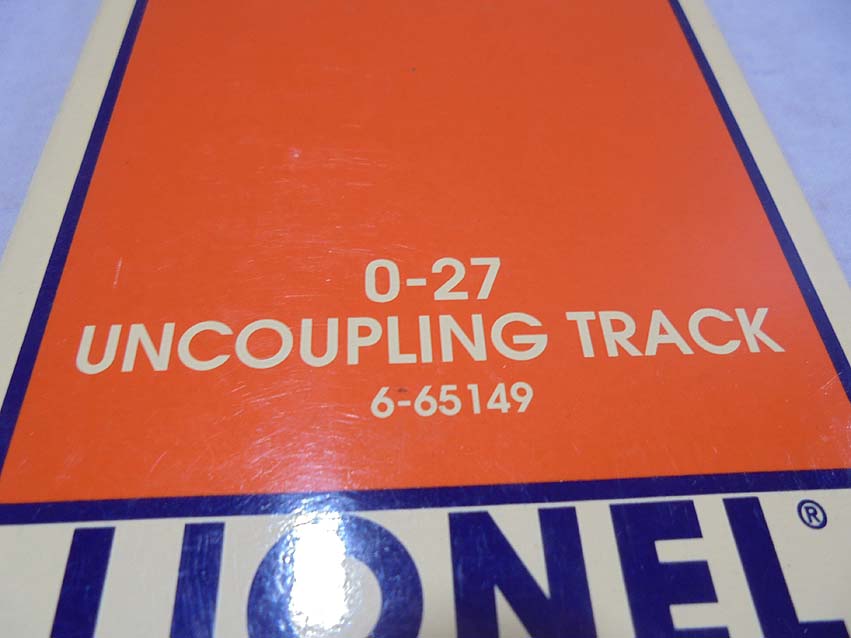 0-27
UNCOUPLING TRACK
6-65149
LIONEL®